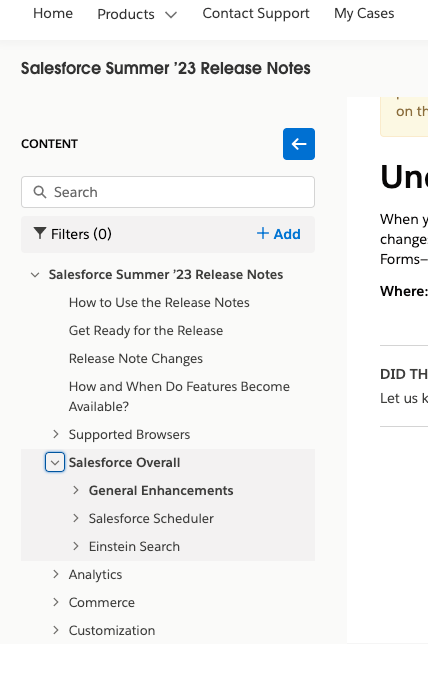 Home Products Contact Support My Cases
Salesforce Summer ’23 Release Notes
on th
CONTENT
Search
Filters (0) + Add
Salesforce Summer ’23 Release Notes
How to Use the Release Notes
Get Ready for the Release
Release Note Changes
How and When Do Features Become
Available?
Supported Browsers
Salesforce Overall
General Enhancements
Salesforce Scheduler
Einstein Search
Analytics
Commerce
Customization
Un
When y
change
Forms—
Where:
DID TH
Let us k